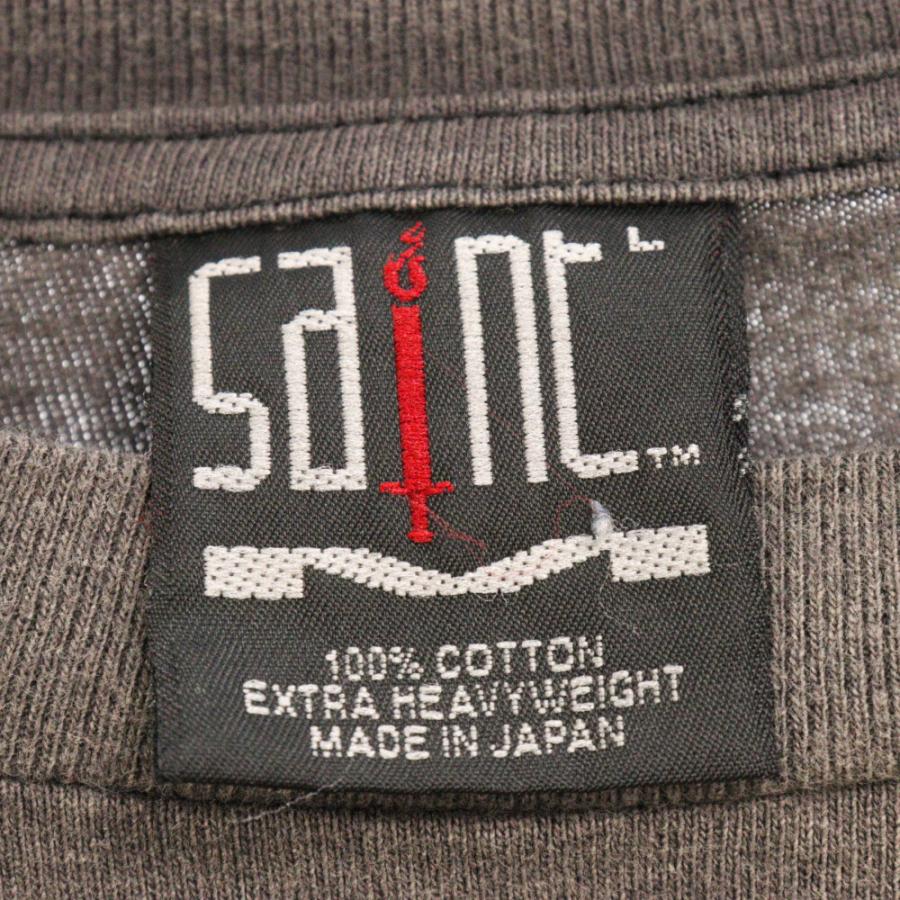 saint L
TM
100% COTTON
EXTRA HEAVYWEIGHT
MADE IN JAPAN